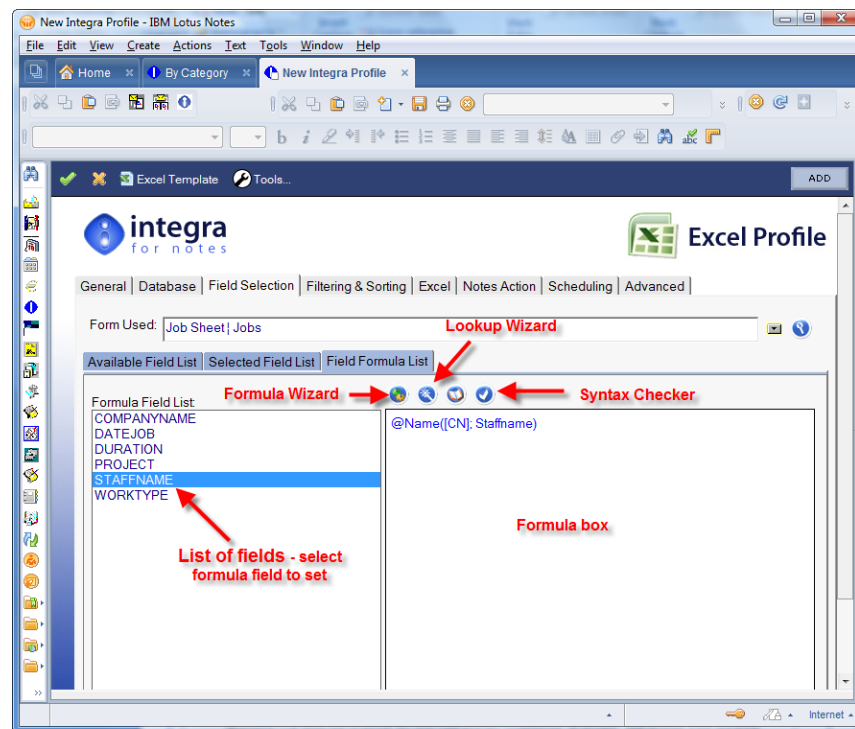 New Integra Profile - IBM Lotus Notes
File Edit View Create Actions Text Tools Window Help
Home By Category New Integra Profile
b i
Excel Template Tools... ADD
integra
for notes
Excel Profile
General Database Field Selection Filtering & Sorting Excel Notes Action Scheduling Advanced
Form Used: Job Sheet¦ Jobs
Lookup Wizard
Available Field List Selected Field List Field Formula List
Formula Wizard
Syntax Checker
Formula Field List:
COMPANYNAME
DATEJOB
DURATION
PROJECT
STAFFNAME
WORKTYPE
@Name([CN]; Staffname)
Formula box
List of fields - select
formula field to set
Internet